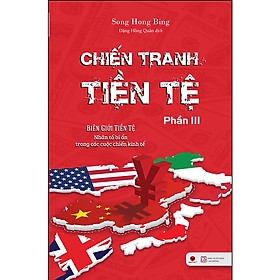 Song Hong Bing
Đặng Hồng Quân dịch
CHIẾN TRANH
TIỀN TỆ
Phần III
BIÊN GIỚI TIỀN TỆ
Nhân tố bí ẩn
trong các cuộc chiến kinh tế